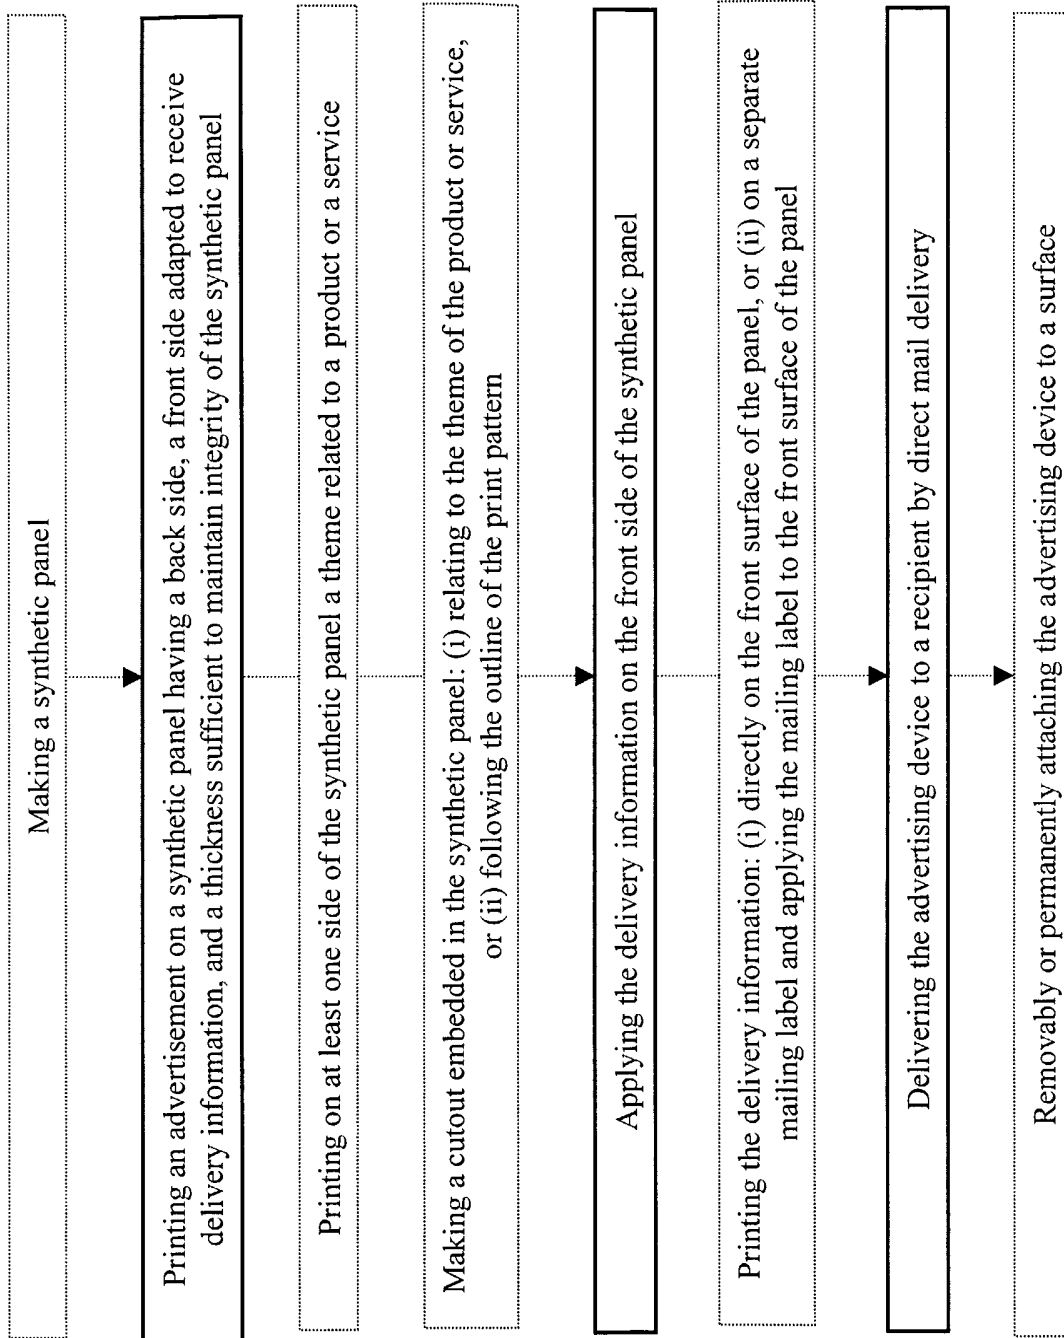 Making a synthetic panel
Printing an advertisement on a synthetic panel having a back side, a front side adapted to receive
delivery information, and a thickness sufficient to maintain integrity of the synthetic panel
Printing on at least one side of the synthetic panel a theme related to a product or a service
Making a cutout embedded in the synthetic panel: (i) relating to the theme of the product or service,
or (ii) following the outline of the print pattern
Applying the delivery information on the front side of the synthetic panel
Printing the delivery information: (i) directly on the front surface of the panel, or (ii) on a separate
mailing label and applying the mailing label to the front surface of the panel
Delivering the advertising device to a recipient by direct mail delivery
Removably or permanently attaching the advertising device to a surface